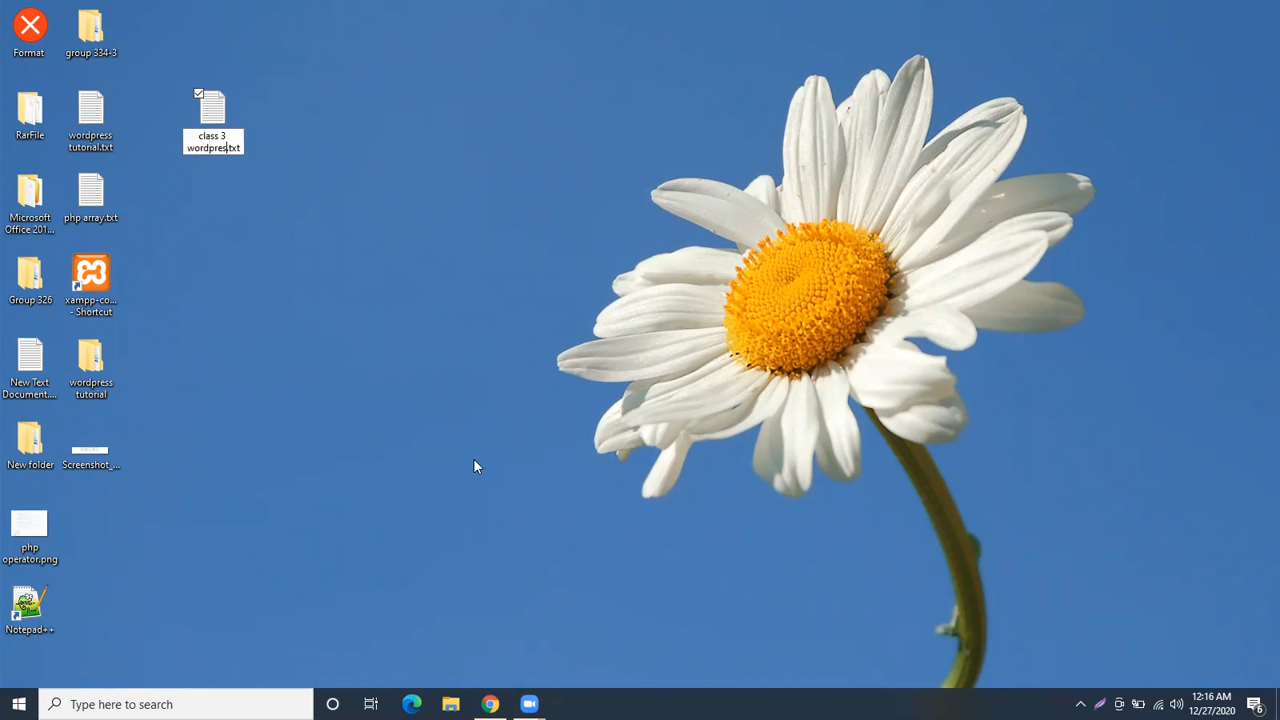 Format
group 334-3
RarFile
wordpress
tutorial.txt
class 3
wordpres.txt
Microsoft
Office 201...
php array.txt
Group 326
xampp-co...
- Shortcut
New Text
Document....
wordpress
tutorial
New folder
Screenshot_...
php
operator.png
Notepad++
Type here to search
12:16 AM
12/27/2020
6